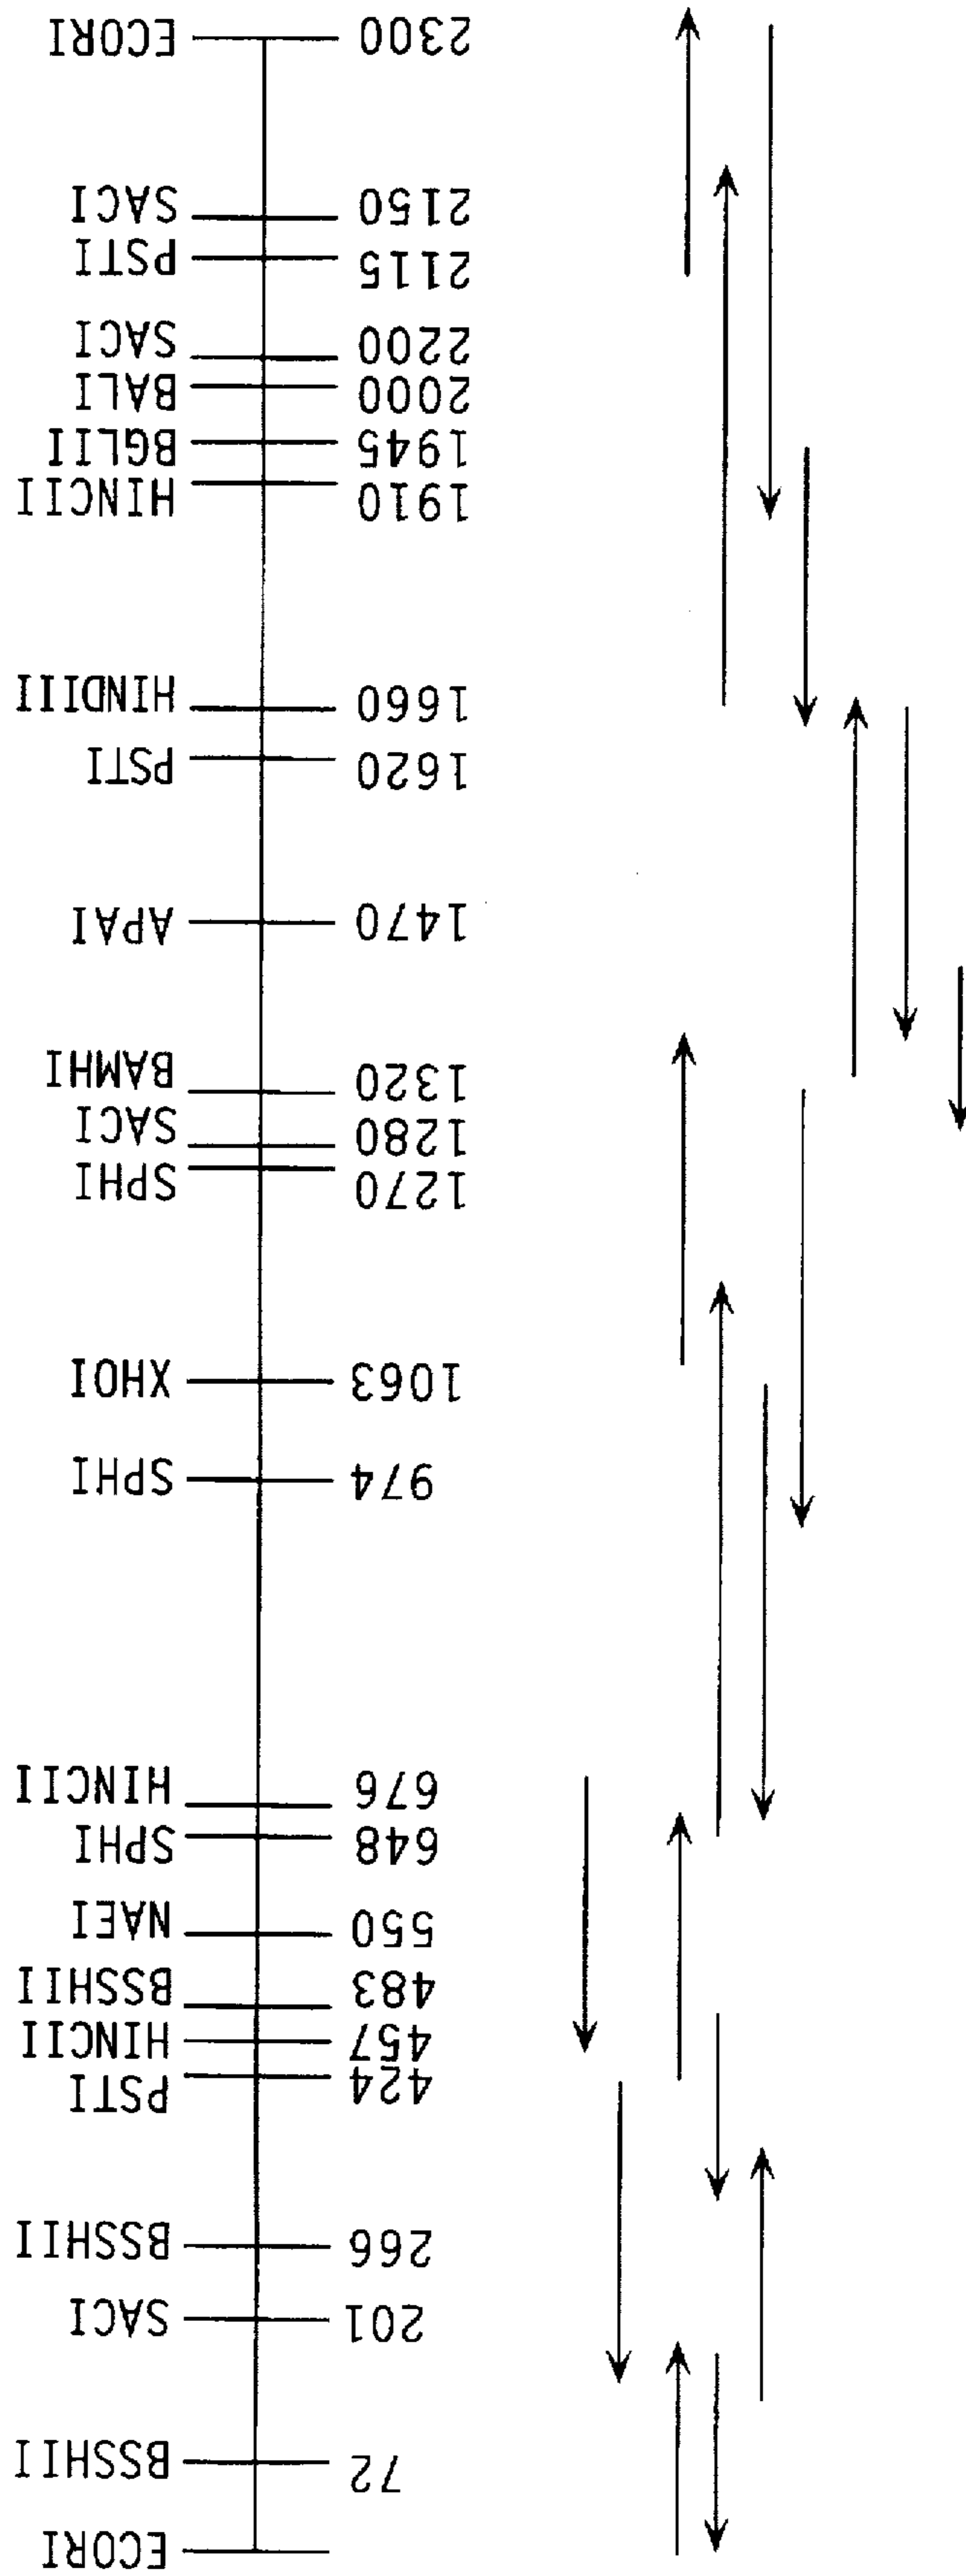 ECORI
72 BSSHII
201 SACI
266 BSSHII
424 PSTI
457 HINCII
483 BSSHII
550 NAEI
648 SPHI
676 HINCII
974 SPHI
1063 XHOI
1270 SPHI
1280 SACI
1320 BAMHI
1470 APAI
1620 PSTI
1660 HINDIII
1910 HINCII
1945 BGLII
2000 BALI
2200 SACI
2115 PSTI
2150 SACI
2300 ECORI